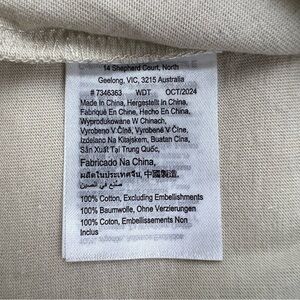 14 Shepherd Court, North
Geelong, VIC, 3215 Australia
# 7346363 WDT OCT/2024
Made In China, Hergestellt in China,
Fabriqué En Chine, Hecho En China,
Wyprodukowane W Chinach,
Vyrobeno V Číně, Vyrobené V Číne,
Izdelano Na Kitajskem, Buatan Cina,
Sản Xuất Tại Trung Quốc,
Fabricado Na China,
ผลิตในประเทศจีน, 中國製造,
صنع في الصين
100% Cotton, Excluding Embellishments
100% Baumwolle, Ohne Verzierungen
100% Coton, Embellissements Non
Inclus